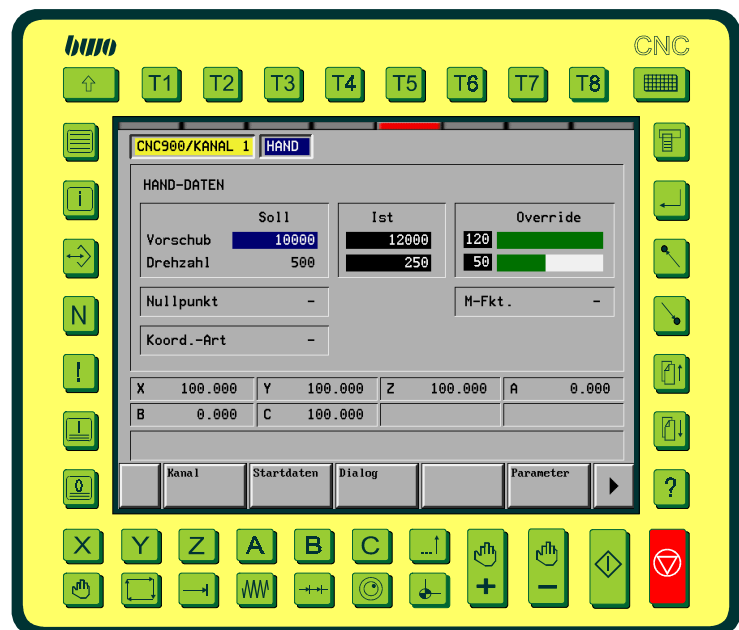 bwo CNC
T1 T2 T3 T4 T5 T6 T7 T8
CNC900/KANAL 1 HAND
HAND-DATEN
Soll Ist Override
Vorschub 10000 12000 120
Drehzahl 500 250 50
Nullpunkt - M-Fkt. -
Koord.-Art -
X 100.000 Y 100.000 Z 100.000 A 0.000
B 0.000 C 100.000
Kanal Startdaten Dialog Parameter
i
N
!
0 ?
X Y Z A B C ...↑
+ -